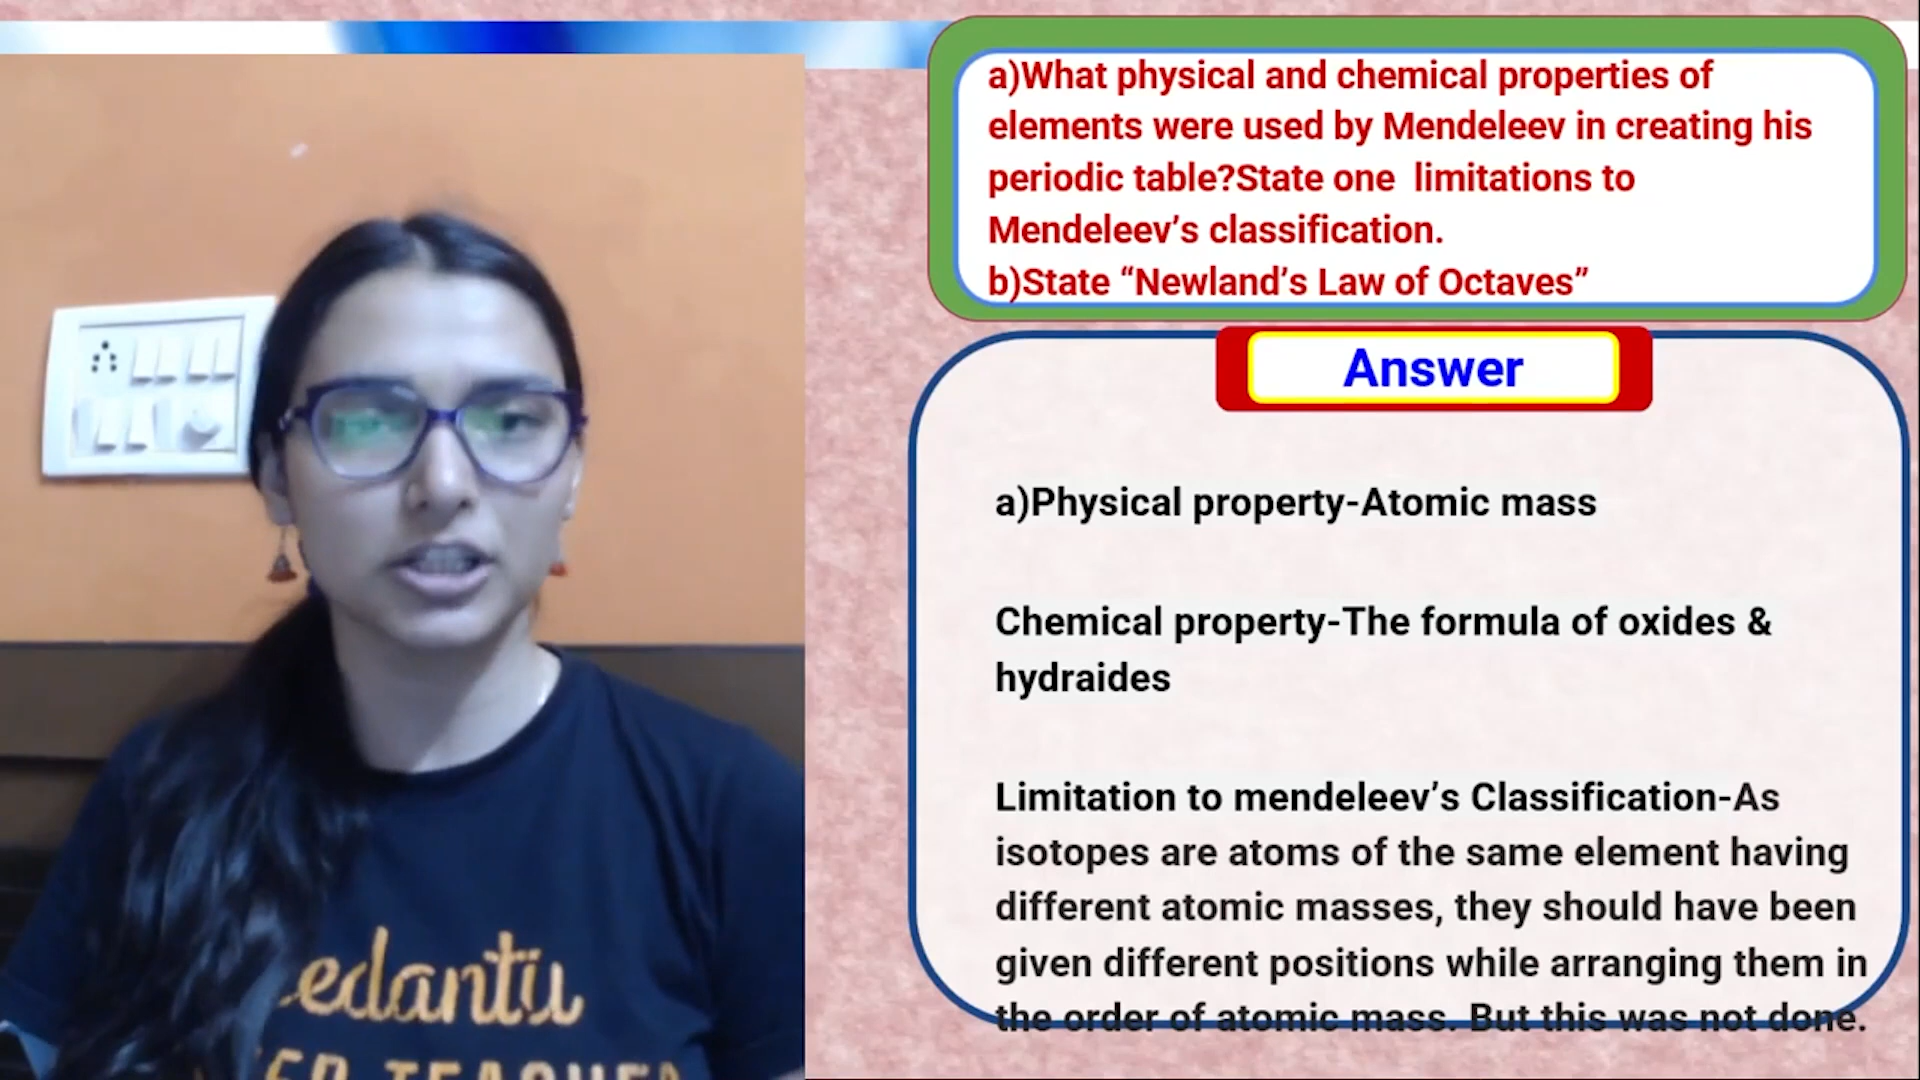 a)What physical and chemical properties of
elements were used by Mendeleev in creating his
periodic table?State one limitations to
Mendeleev’s classification.
b)State “Newland’s Law of Octaves”
Answer
a)Physical property-Atomic mass
Chemical property-The formula of oxides &
hydraides
Limitation to mendeleev’s Classification-As
isotopes are atoms of the same element having
different atomic masses, they should have been
given different positions while arranging them in
the order of atomic mass. But this was not done.
edantu
TEACHER